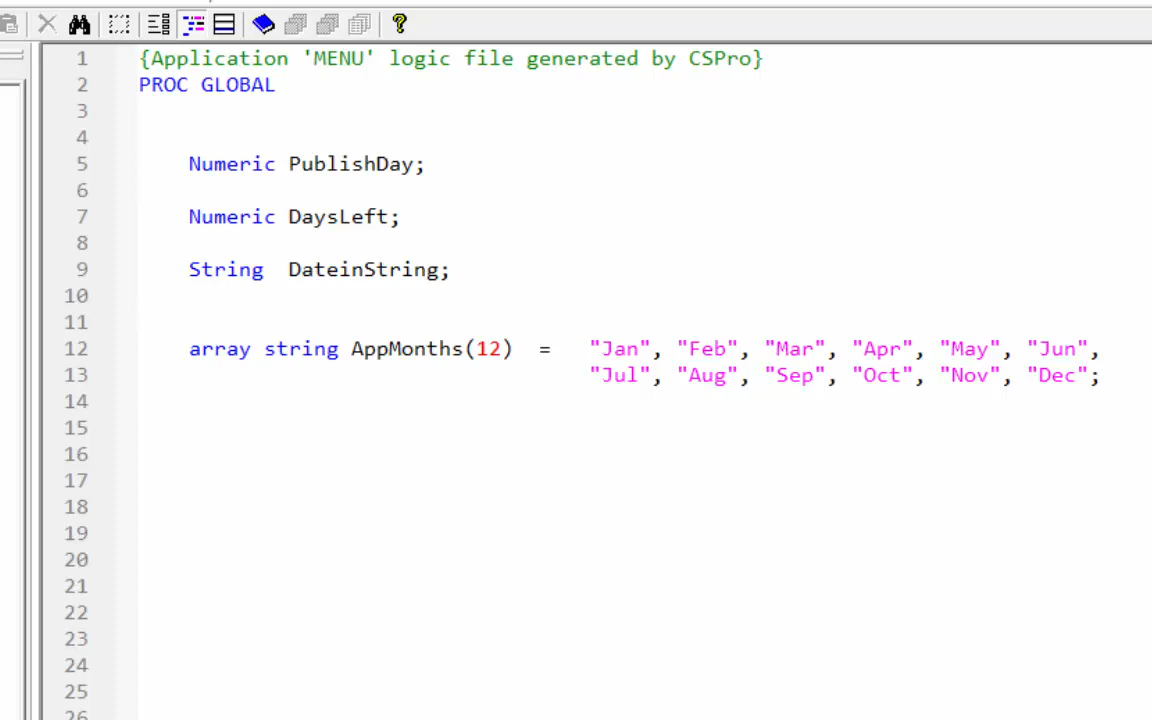 1 {Application 'MENU' logic file generated by CSPro}
2 PROC GLOBAL
3
4
5 Numeric PublishDay;
6
7 Numeric DaysLeft;
8
9 String  DateinString;
10
11
12 array string AppMonths(12)  =   "Jan", "Feb", "Mar", "Apr", "May", "Jun",
13 "Jul", "Aug", "Sep", "Oct", "Nov", "Dec";
14
15
16
17
18
19
20
21
22
23
24
25
26